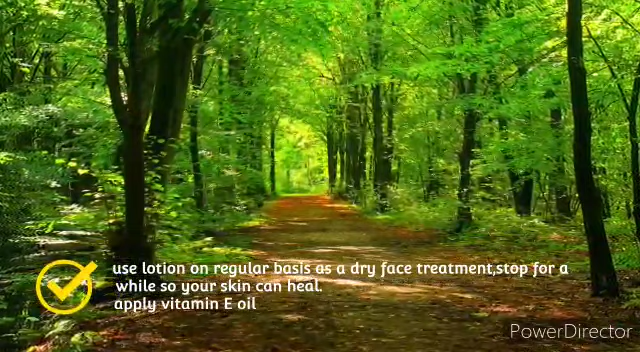 use lotion on regular basis as a dry face treatment,stop for a
while so your skin can heal.
apply vitamin E oil
PowerDirector